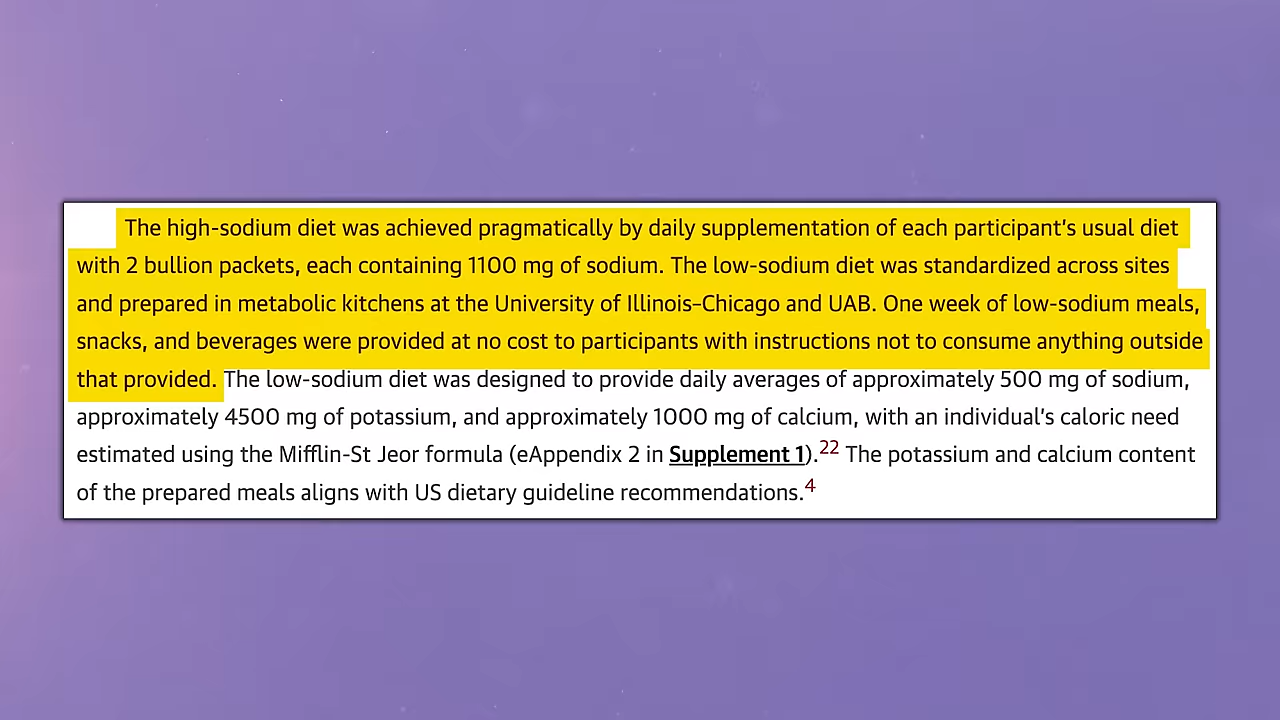 The high-sodium diet was achieved pragmatically by daily supplementation of each participant's usual diet
with 2 bullion packets, each containing 1100 mg of sodium. The low-sodium diet was standardized across sites
and prepared in metabolic kitchens at the University of Illinois–Chicago and UAB. One week of low-sodium meals,
snacks, and beverages were provided at no cost to participants with instructions not to consume anything outside
that provided. The low-sodium diet was designed to provide daily averages of approximately 500 mg of sodium,
approximately 4500 mg of potassium, and approximately 1000 mg of calcium, with an individual's caloric need
estimated using the Mifflin-St Jeor formula (eAppendix 2 in Supplement 1).22 The potassium and calcium content
of the prepared meals aligns with US dietary guideline recommendations.4